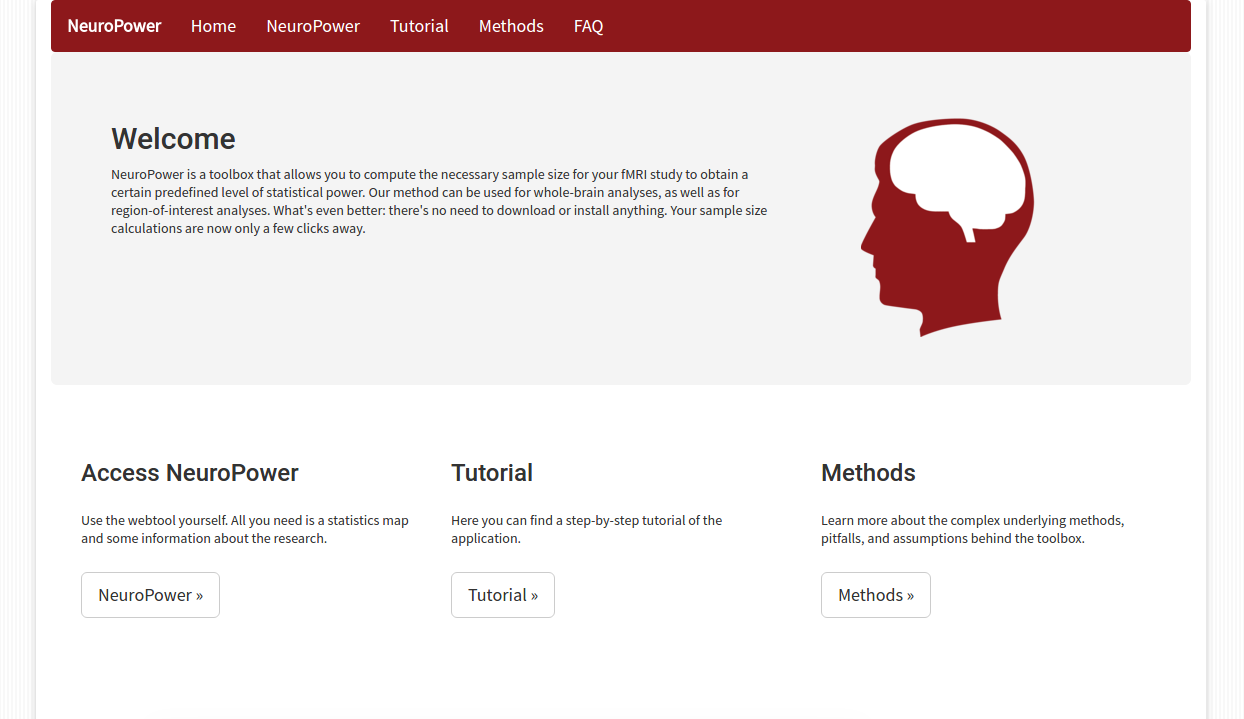 NeuroPower Home NeuroPower Tutorial Methods FAQ
Welcome
NeuroPower is a toolbox that allows you to compute the necessary sample size for your fMRI study to obtain a
certain predefined level of statistical power. Our method can be used for whole-brain analyses, as well as for
region-of-interest analyses. What's even better: there's no need to download or install anything. Your sample size
calculations are now only a few clicks away.
Access NeuroPower
Use the webtool yourself. All you need is a statistics map
and some information about the research.
NeuroPower »
Tutorial
Here you can find a step-by-step tutorial of the
application.
Tutorial »
Methods
Learn more about the complex underlying methods,
pitfalls, and assumptions behind the toolbox.
Methods »